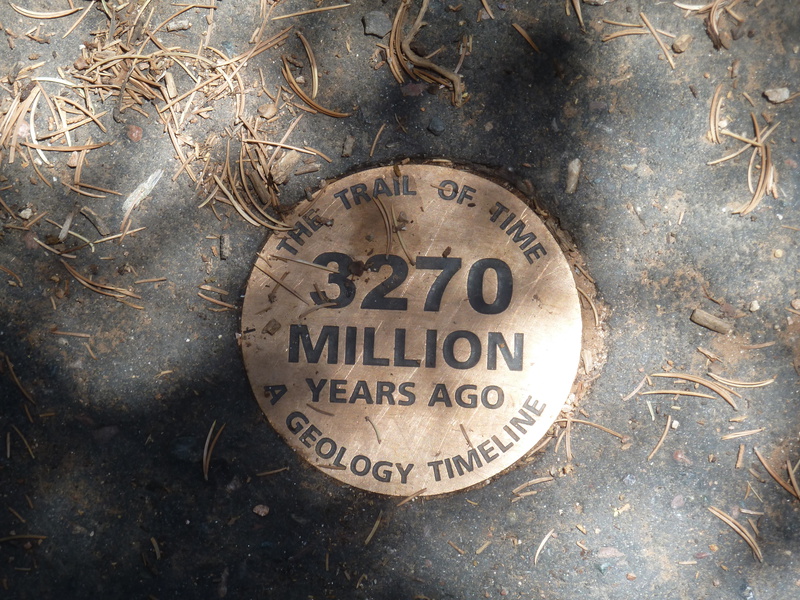 THE TRAIL OF TIME
3270
MILLION
YEARS AGO
A GEOLOGY TIMELINE